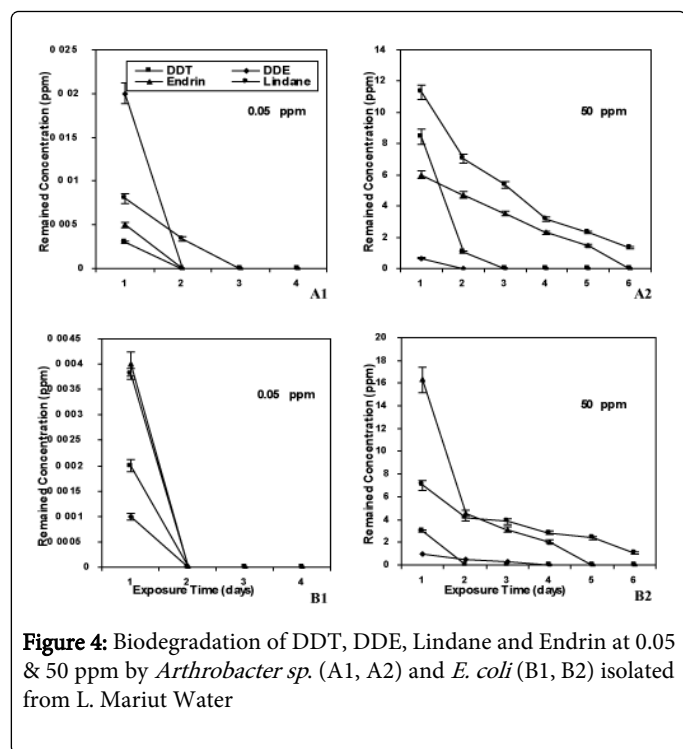 0 025
0 02
0 015
0 01
0 005
0
Remained Concentration (ppm)
DDT DDE
Endrin Lindane
0.05 ppm
1 2 3 4
A1
14
12
10
8
6
4
2
0
Remained Concentration (ppm)
50 ppm
1 2 3 4 5 6
A2
0 0045
0 004
0 0035
0 003
0 0025
0 002
0 0015
0 001
0 0005
0
Remained Concentration (ppm)
0.05 ppm
1 2 3 4
Exposure Time (days)
B1
20
18
16
14
12
10
8
6
4
2
0
Remained Concentration (ppm)
50 ppm
1 2 3 4 5 6
Exposure Time (days)
B2
Figure 4: Biodegradation of DDT, DDE, Lindane and Endrin at 0.05
& 50 ppm by Arthrobacter sp. (A1, A2) and E. coli (B1, B2) isolated
from L. Mariut Water